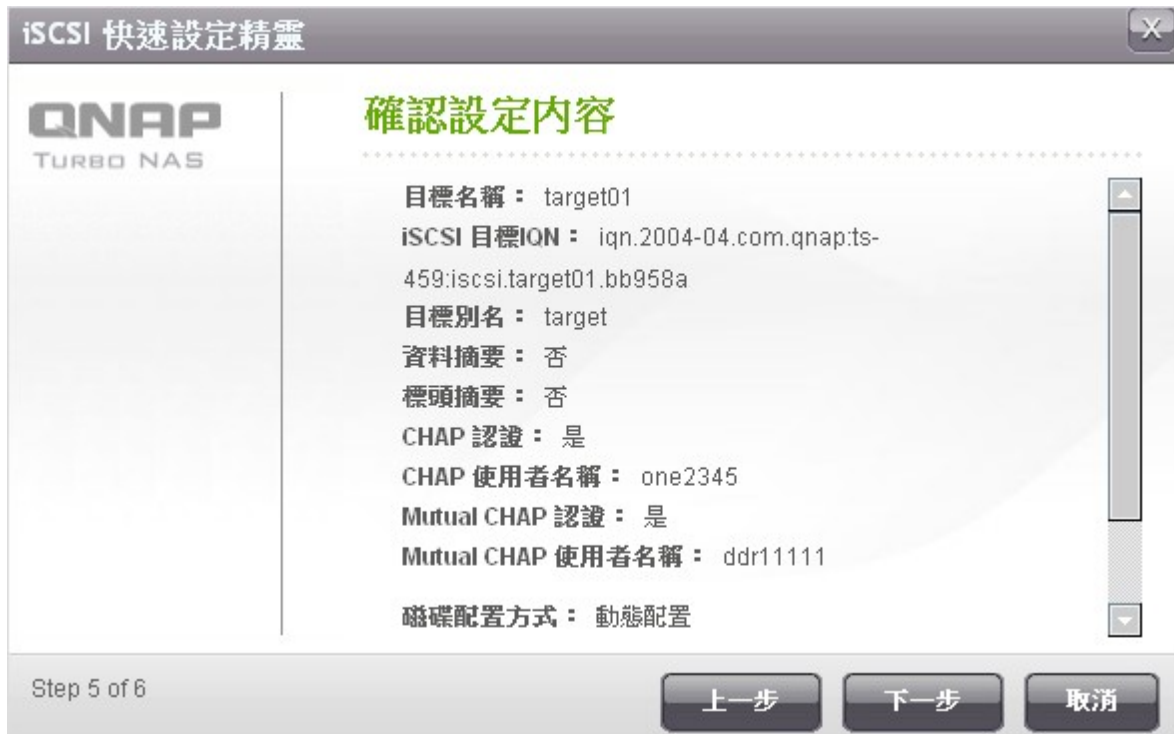 iSCSI 快速設定精靈
X
QNAP
TURBO NAS
確認設定内容
目標名稱： target01
iSCSI 目標IQN： iqn.2004-04.com.qnap:ts-
459:iscsi.target01.bb958a
目標別名： target
資料摘要： 否
標頭摘要： 否
CHAP 認證： 是
CHAP 使用者名稱： one2345
Mutual CHAP 認證： 是
Mutual CHAP 使用者名稱： ddr11111
磁碟配置方式： 動態配置
Step 5 of 6
上一步
下一步
取消